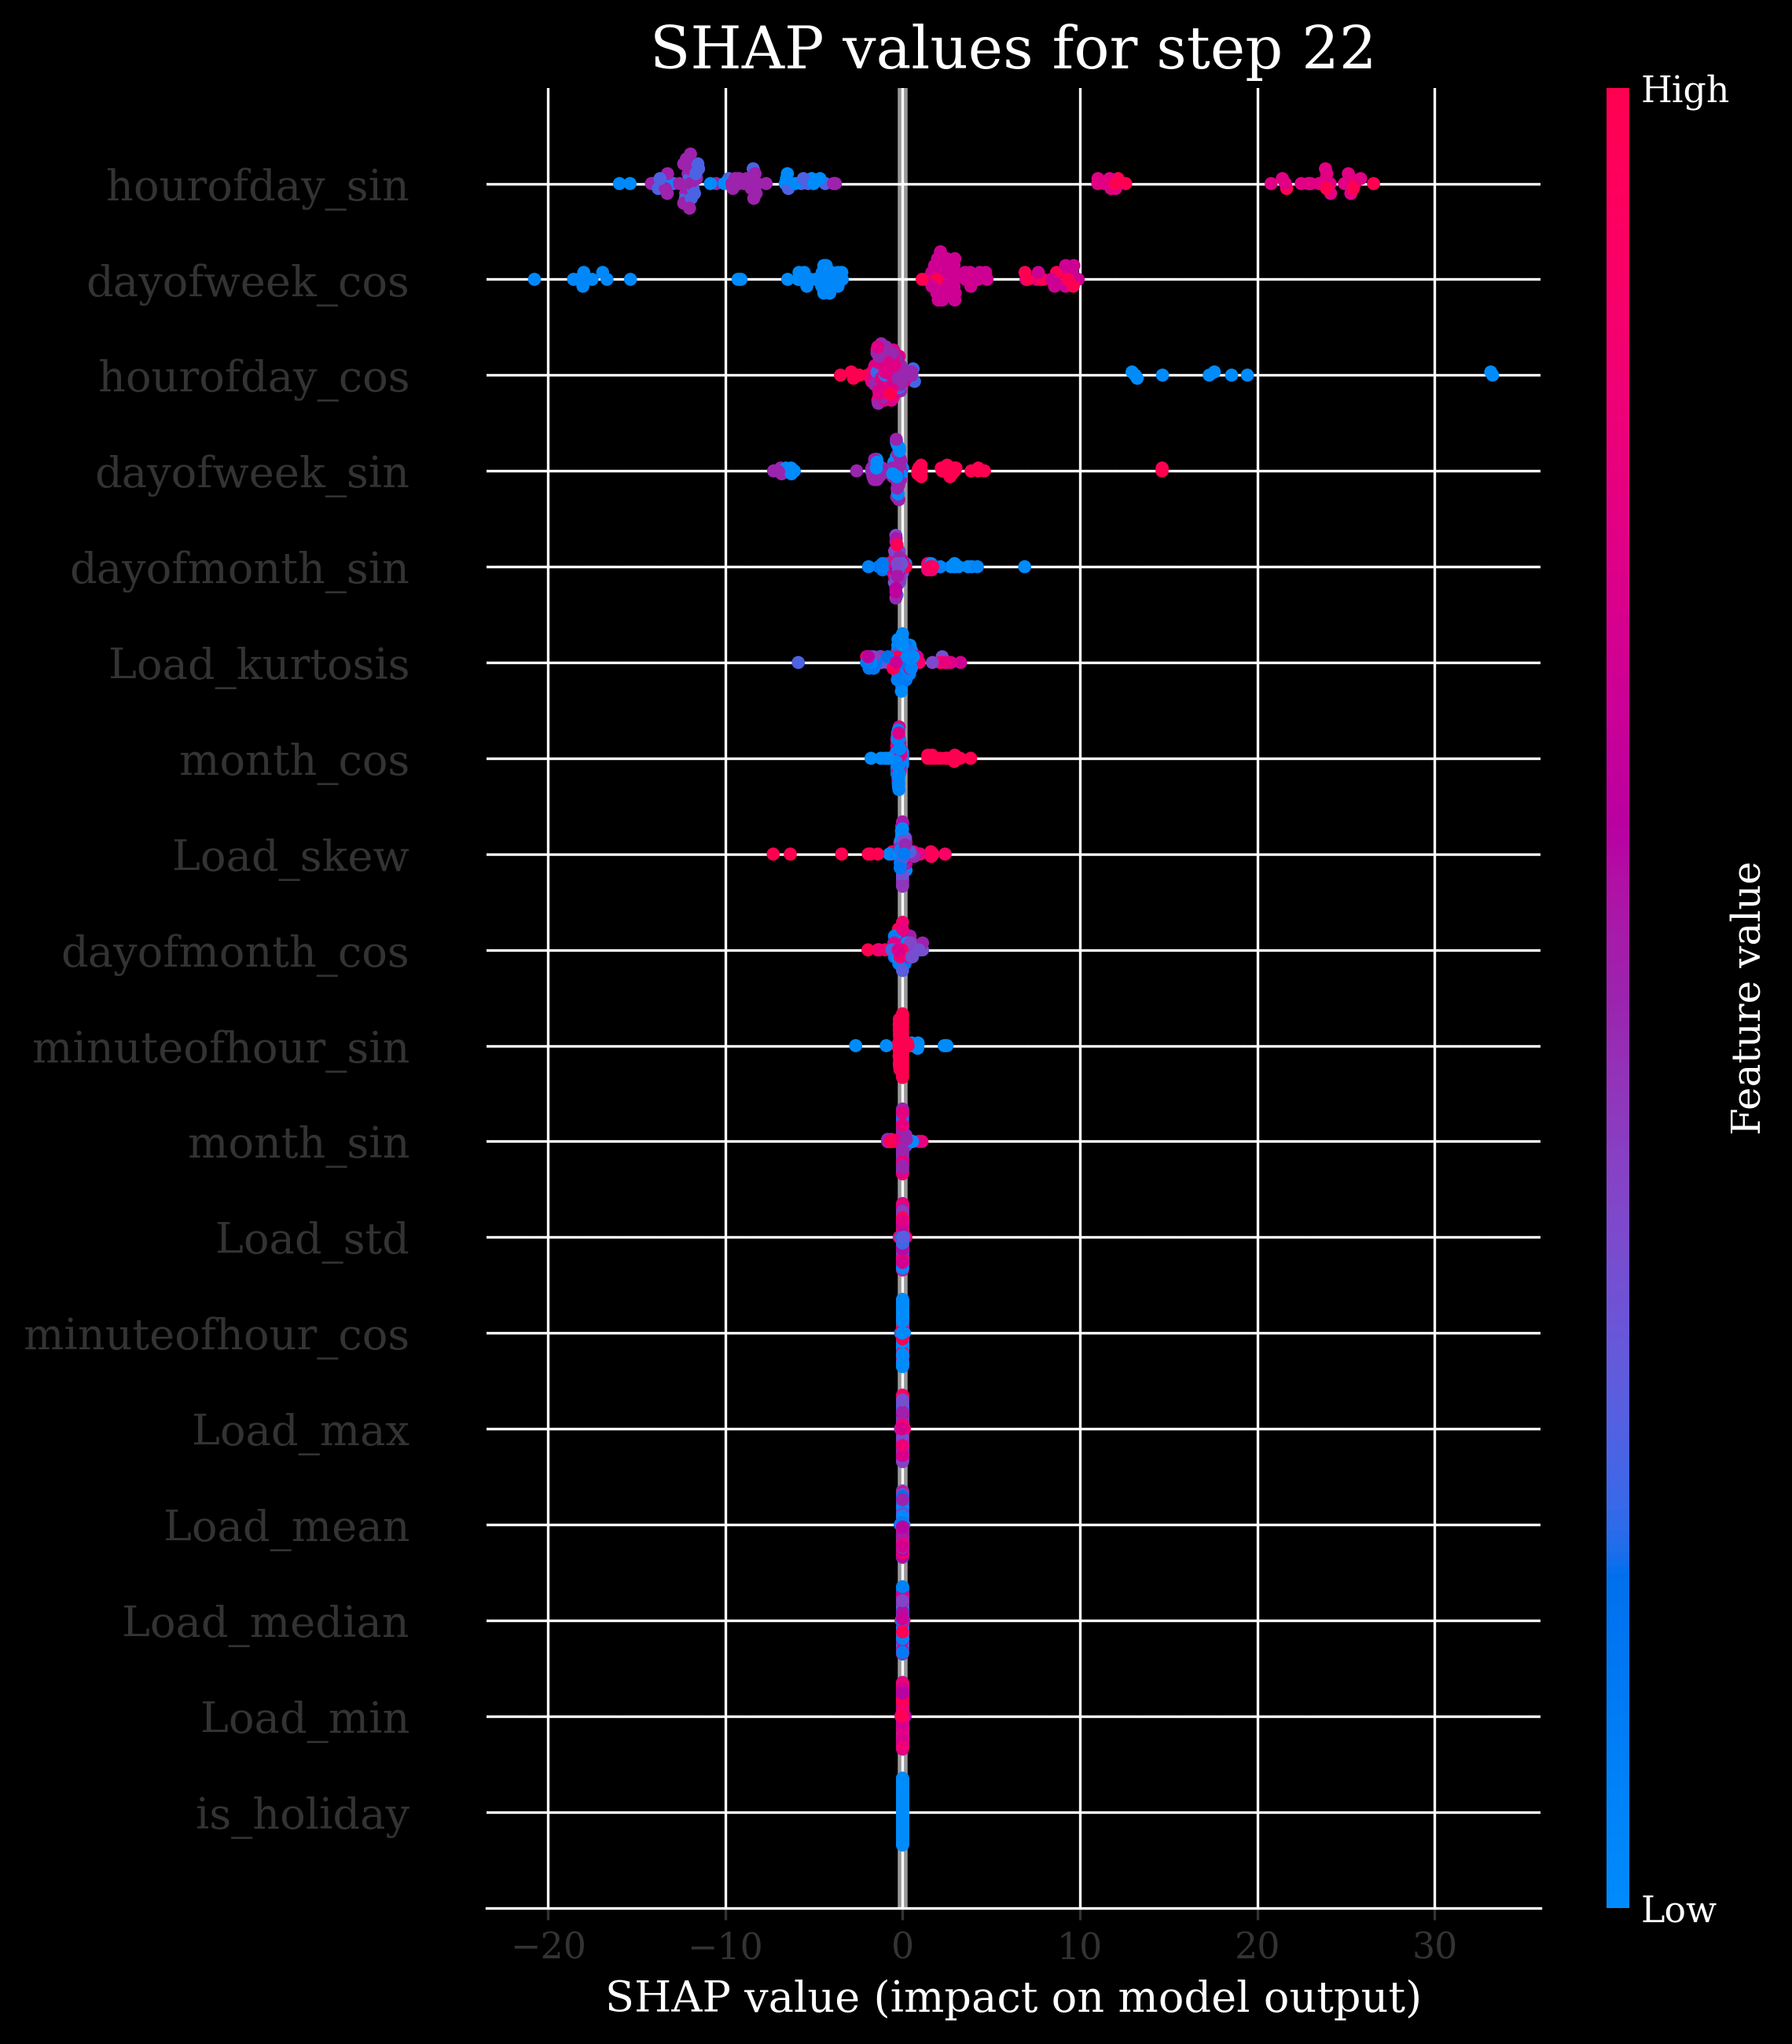 SHAP values for step 22
High
hourofday_sin
dayofweek_cos
hourofday_cos
dayofweek_sin
dayofmonth_sin
Load_kurtosis
month_cos
Load_skew
dayofmonth_cos
minuteofhour_sin
month_sin
Load_std
minuteofhour_cos
Load_max
Load_mean
Load_median
Load_min
is_holiday
Feature value
Low
−20 −10 0 10 20 30
SHAP value (impact on model output)